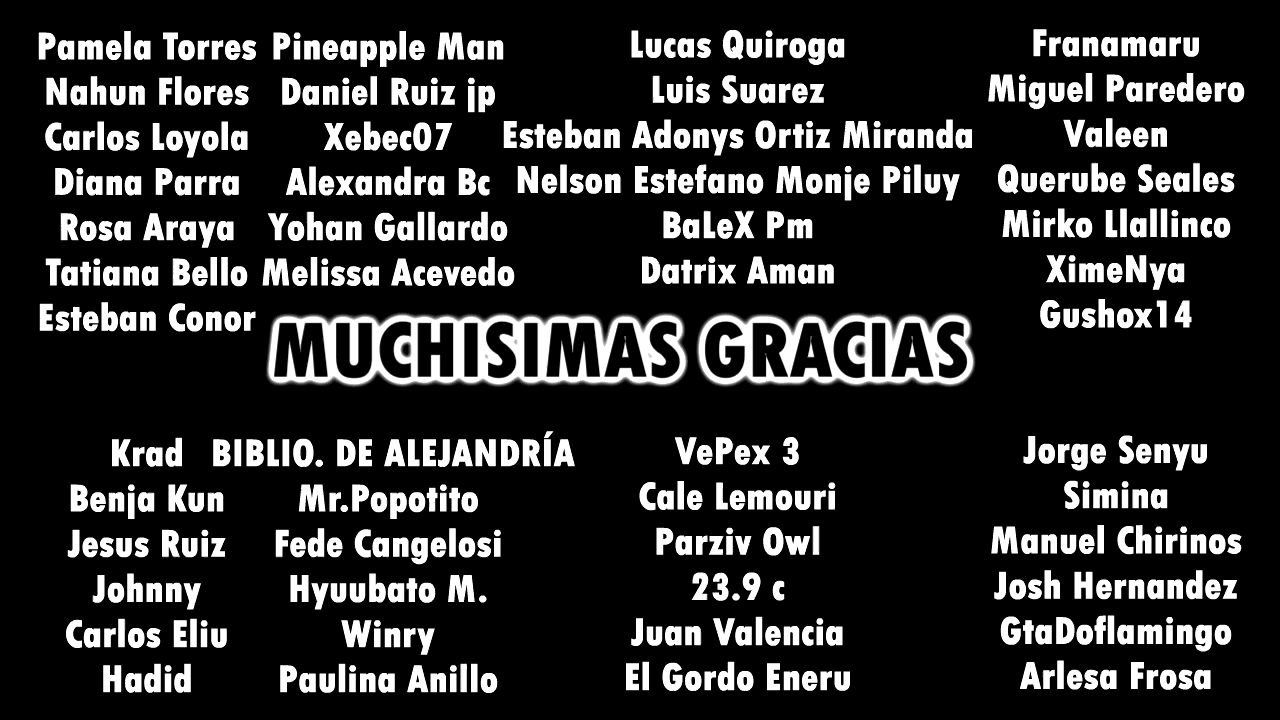 Pamela Torres
Nahun Flores
Carlos Loyola
Diana Parra
Rosa Araya
Tatiana Bello
Esteban Conor
Pineapple Man
Daniel Ruiz jp
Xebec07
Alexandra Bc
Yohan Gallardo
Melissa Acevedo
Lucas Quiroga
Luis Suarez
Esteban Adonys Ortiz Miranda
Nelson Estefano Monje Piluy
BaLeX Pm
Datrix Aman
Franamaru
Miguel Paredero
Valeen
Querube Seales
Mirko Llallinco
XimeNya
Gushox14
MUCHISIMAS GRACIAS
Krad
Benja Kun
Jesus Ruiz
Johnny
Carlos Eliu
Hadid
BIBLIO. DE ALEJANDRÍA
Mr.Popotito
Fede Cangelosi
Hyuubato M.
Winry
Paulina Anillo
VePex 3
Cale Lemouri
Parziv Owl
23.9 c
Juan Valencia
El Gordo Eneru
Jorge Senyu
Simina
Manuel Chirinos
Josh Hernandez
GtaDoflamingo
Arlesa Frosa